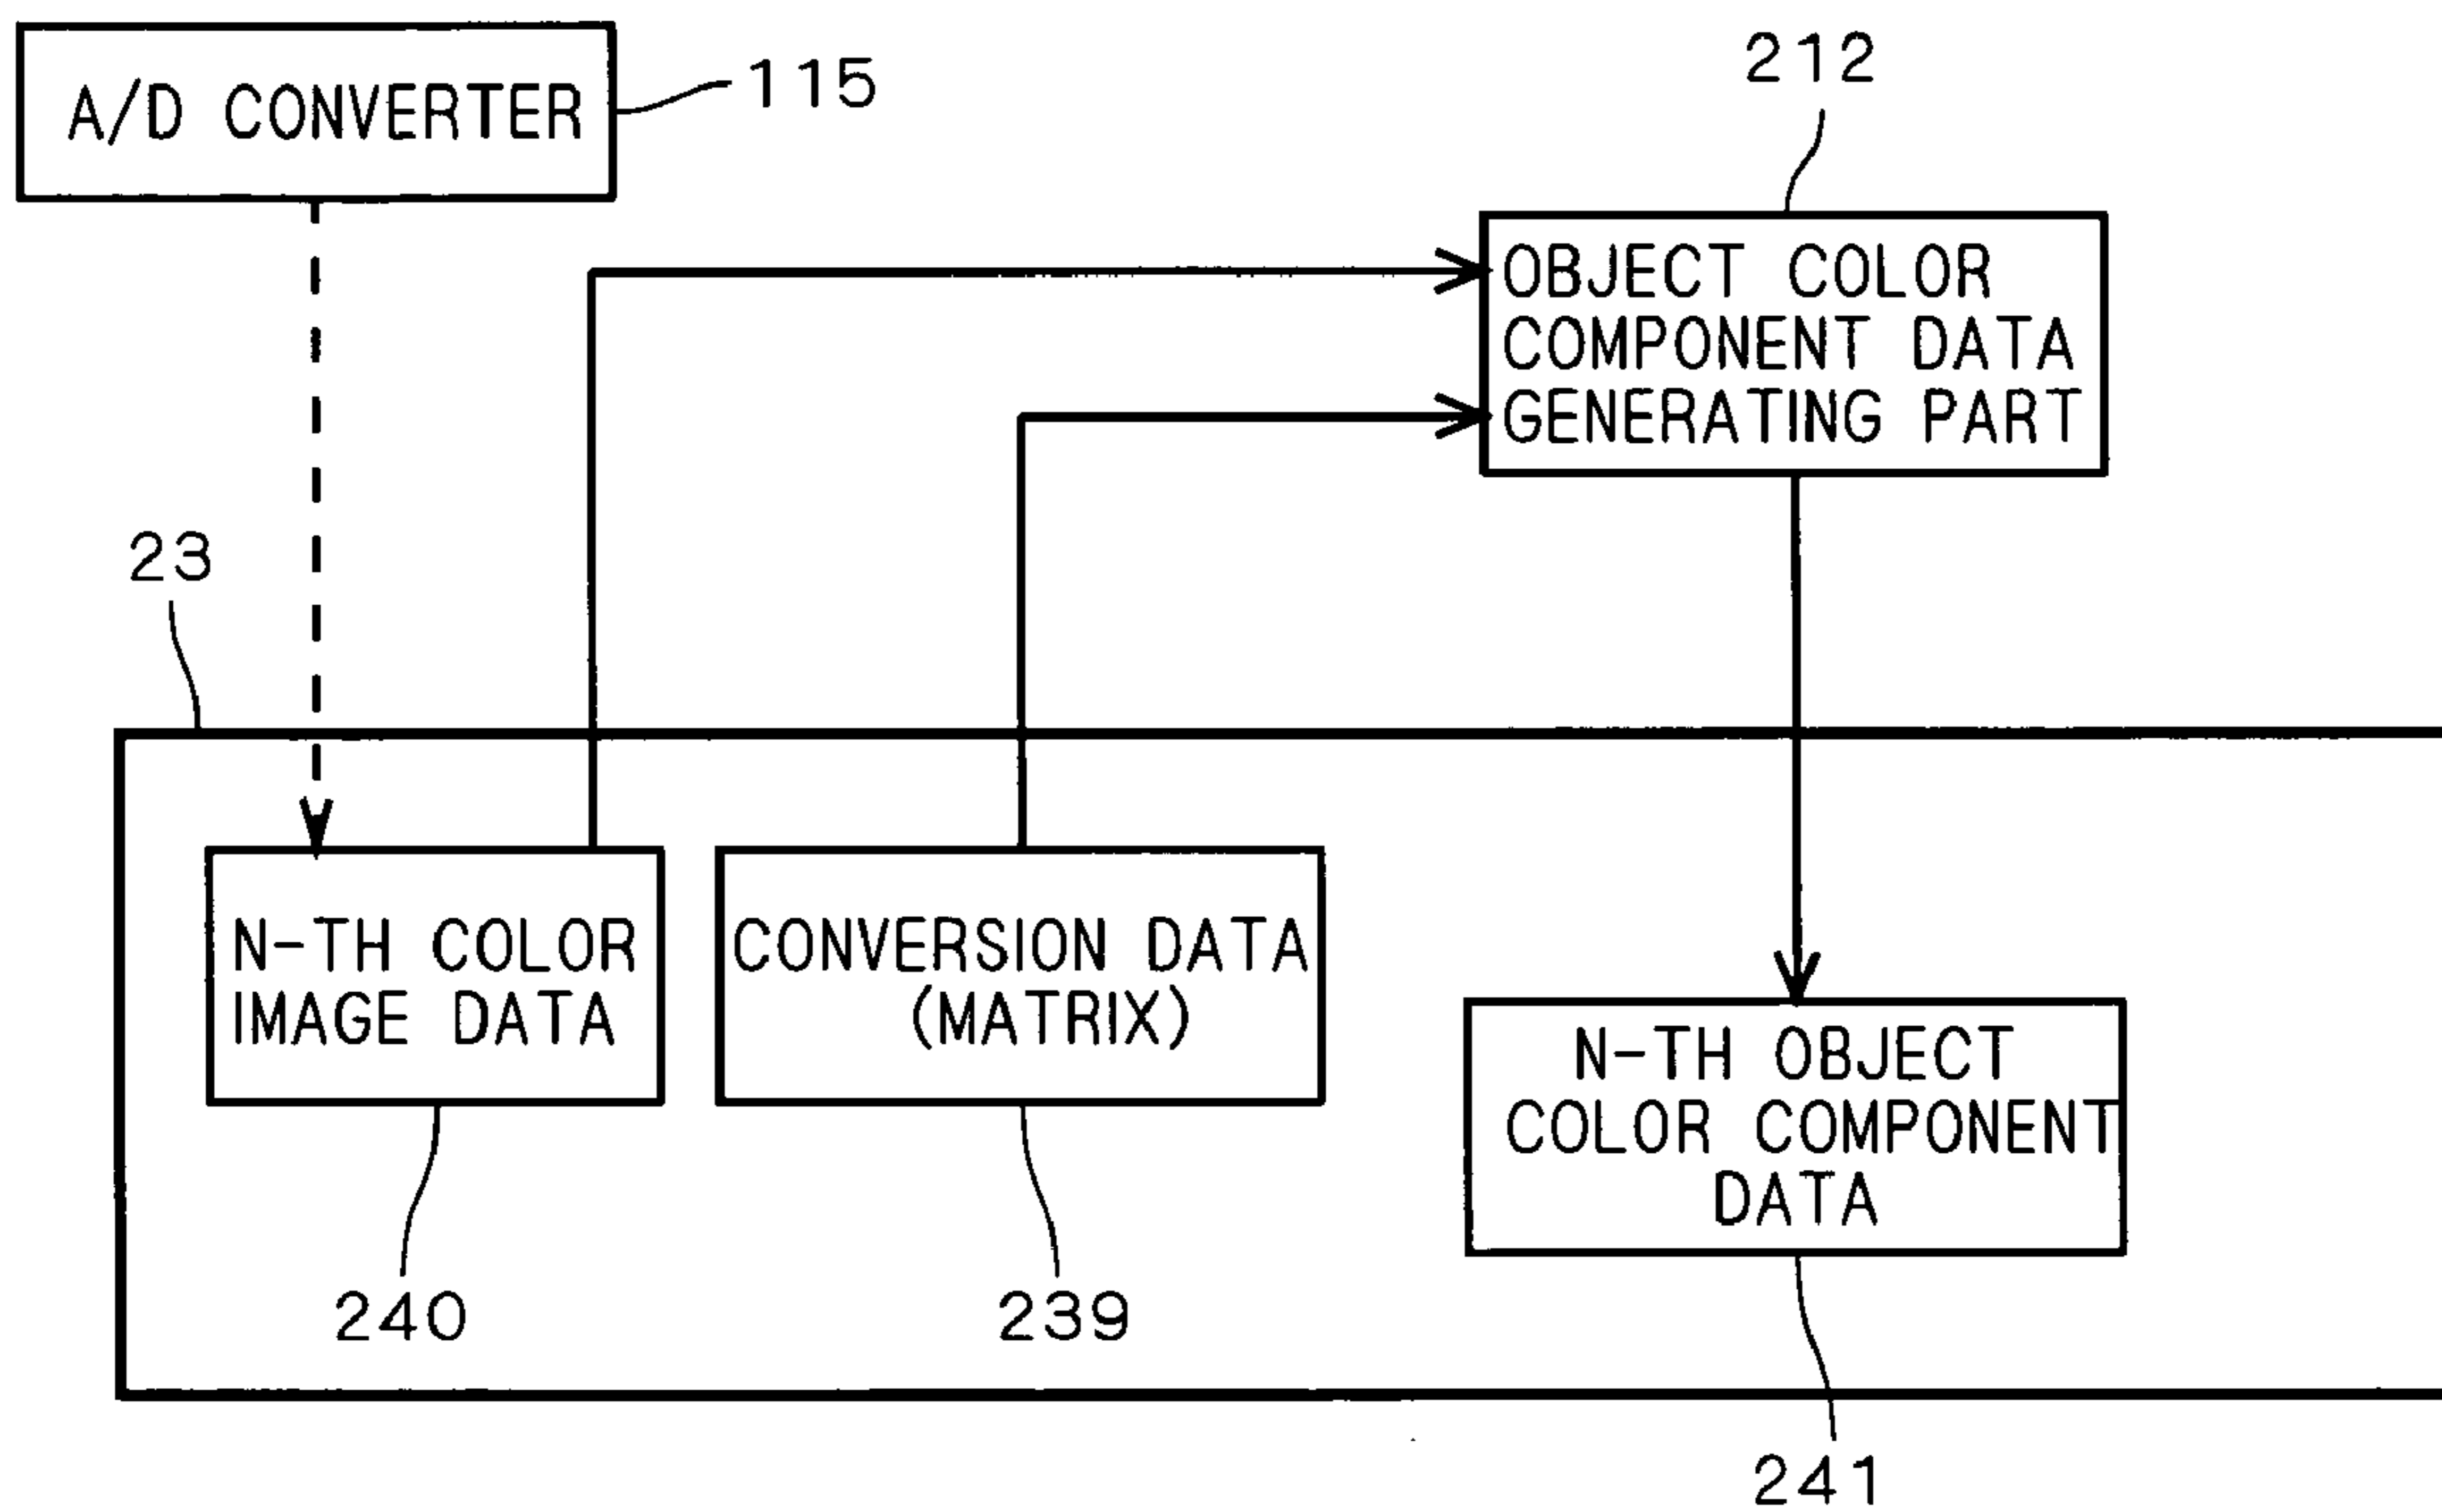 A/D CONVERTER
115
212
OBJECT COLOR
COMPONENT DATA
GENERATING PART
23
N-TH COLOR
IMAGE DATA
CONVERSION DATA
(MATRIX)
N-TH OBJECT
COLOR COMPONENT
DATA
240
239
241